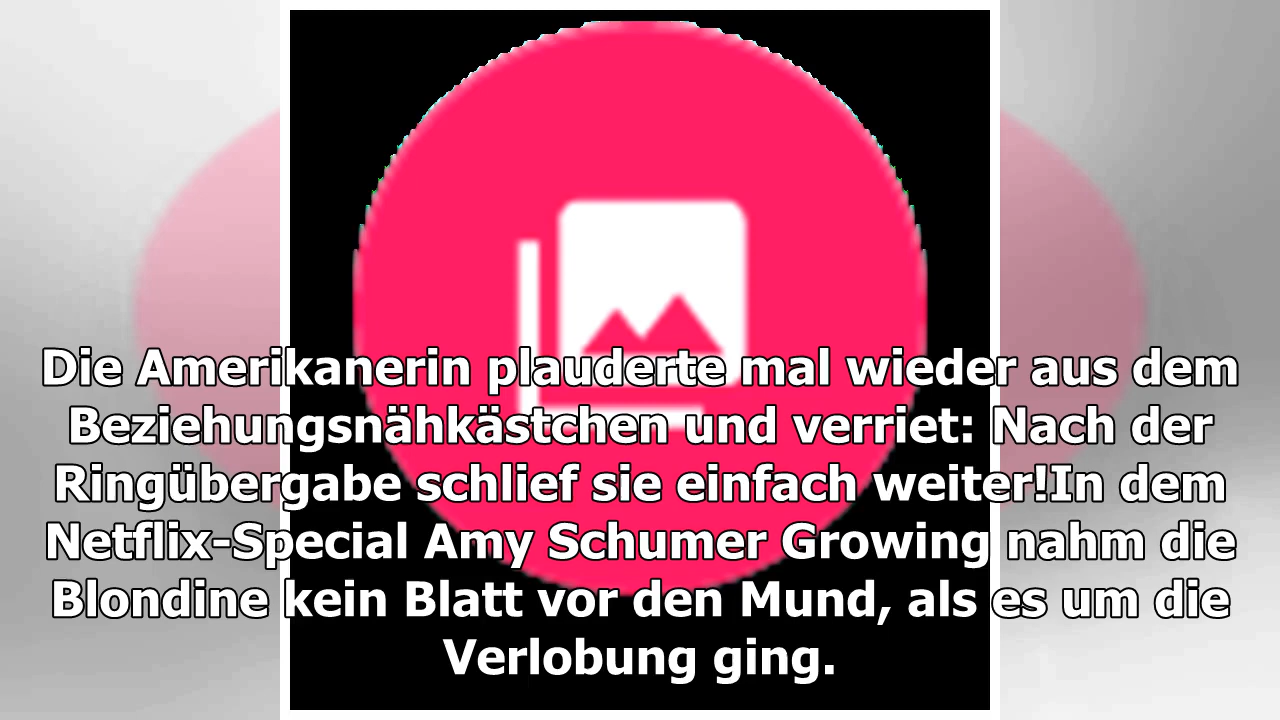 Die Amerikanerin plauderte mal wieder aus dem
Beziehungsnähkästchen und verriet: Nach der
Ringübergabe schlief sie einfach weiter!In dem
Netflix-Special Amy Schumer Growing nahm die
Blondine kein Blatt vor den Mund, als es um die
Verlobung ging.